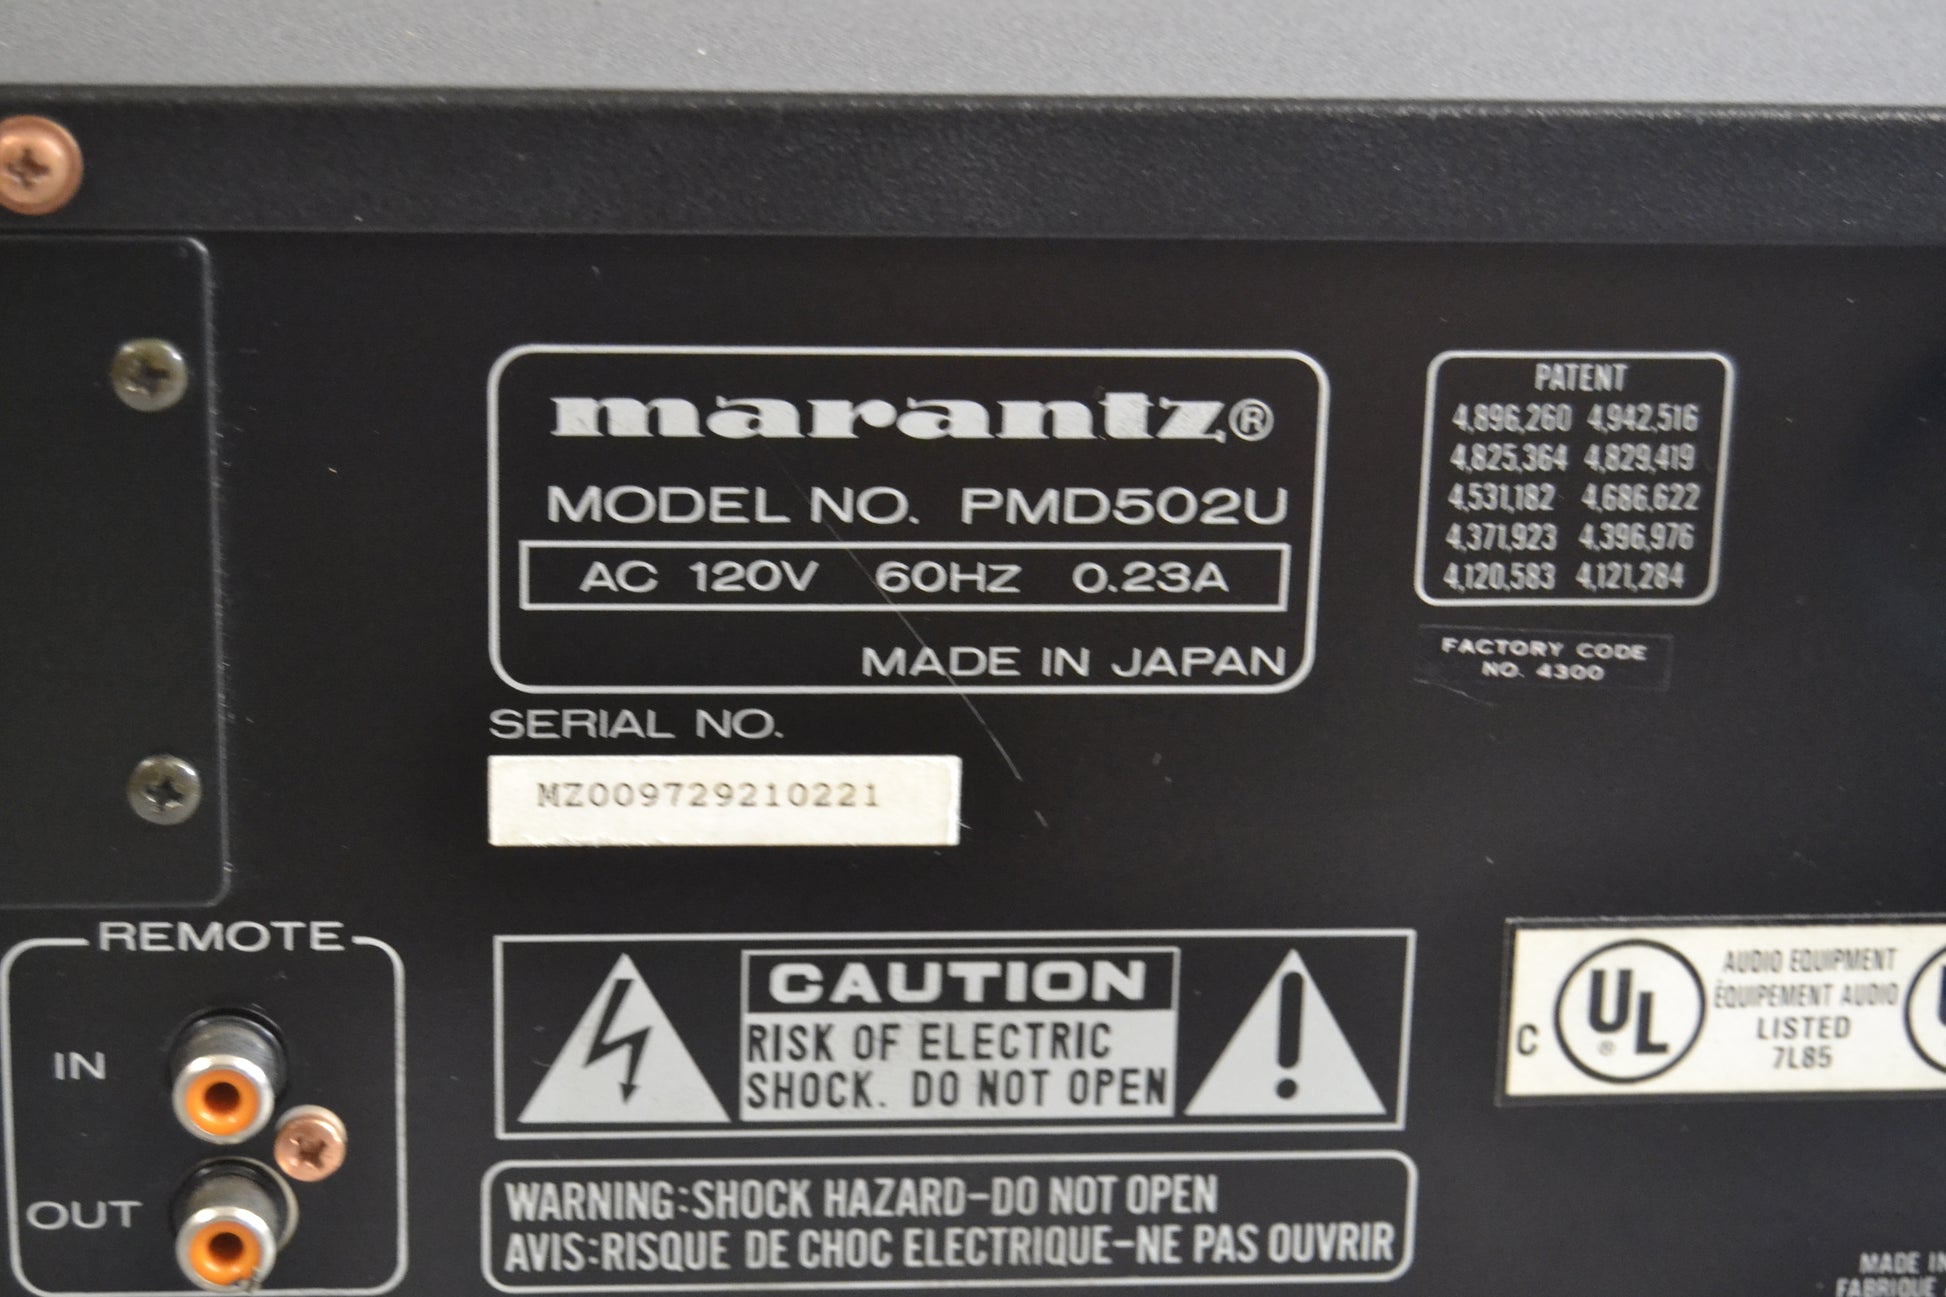 marantz®
MODEL NO. PMD502U
AC 120V 60HZ 0.23A
MADE IN JAPAN
SERIAL NO.
MZ009729210221
PATENT
4,896,260 4,942,516
4,825,364 4,829,419
4,531,182 4,686,622
4,371,923 4,396,976
4,120,583 4,121,284
FACTORY CODE
NO. 4300
REMOTE
IN
OUT
CAUTION
RISK OF ELECTRIC
SHOCK. DO NOT OPEN
WARNING:SHOCK HAZARD-DO NOT OPEN
AVIS:RISQUE DE CHOC ELECTRIQUE-NE PAS OUVRIR
C UL ®
AUDIO EQUIPMENT
ÉQUIPEMENT AUDIO
LISTED
7L85
MADE IN
FABRIQUÉ